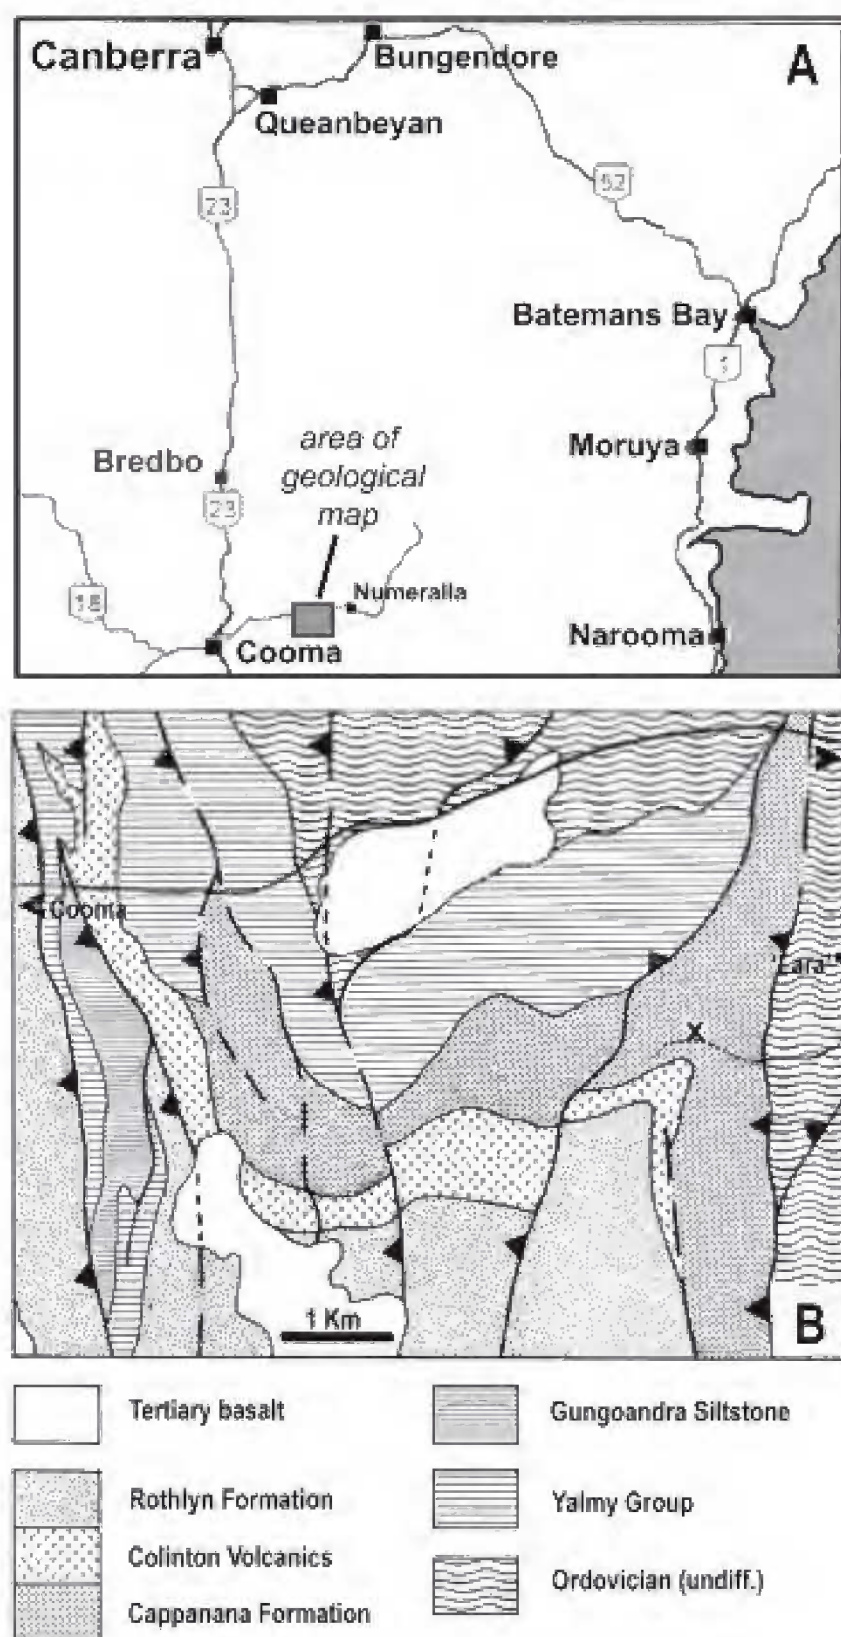 Canberra
Bungendore
A
Queanbeyan
23
52
Batemans Bay
1
area of
geological
map
Moruya
Bredbo
23
Numeralla
18
Cooma
Narooma
Cooma
X
B
1 Km
Tertiary basalt
Gungoandra Siltstone
Rothlyn Formation
Yalmy Group
Colinton Volcanics
Ordovician (undiff.)
Cappanana Formation